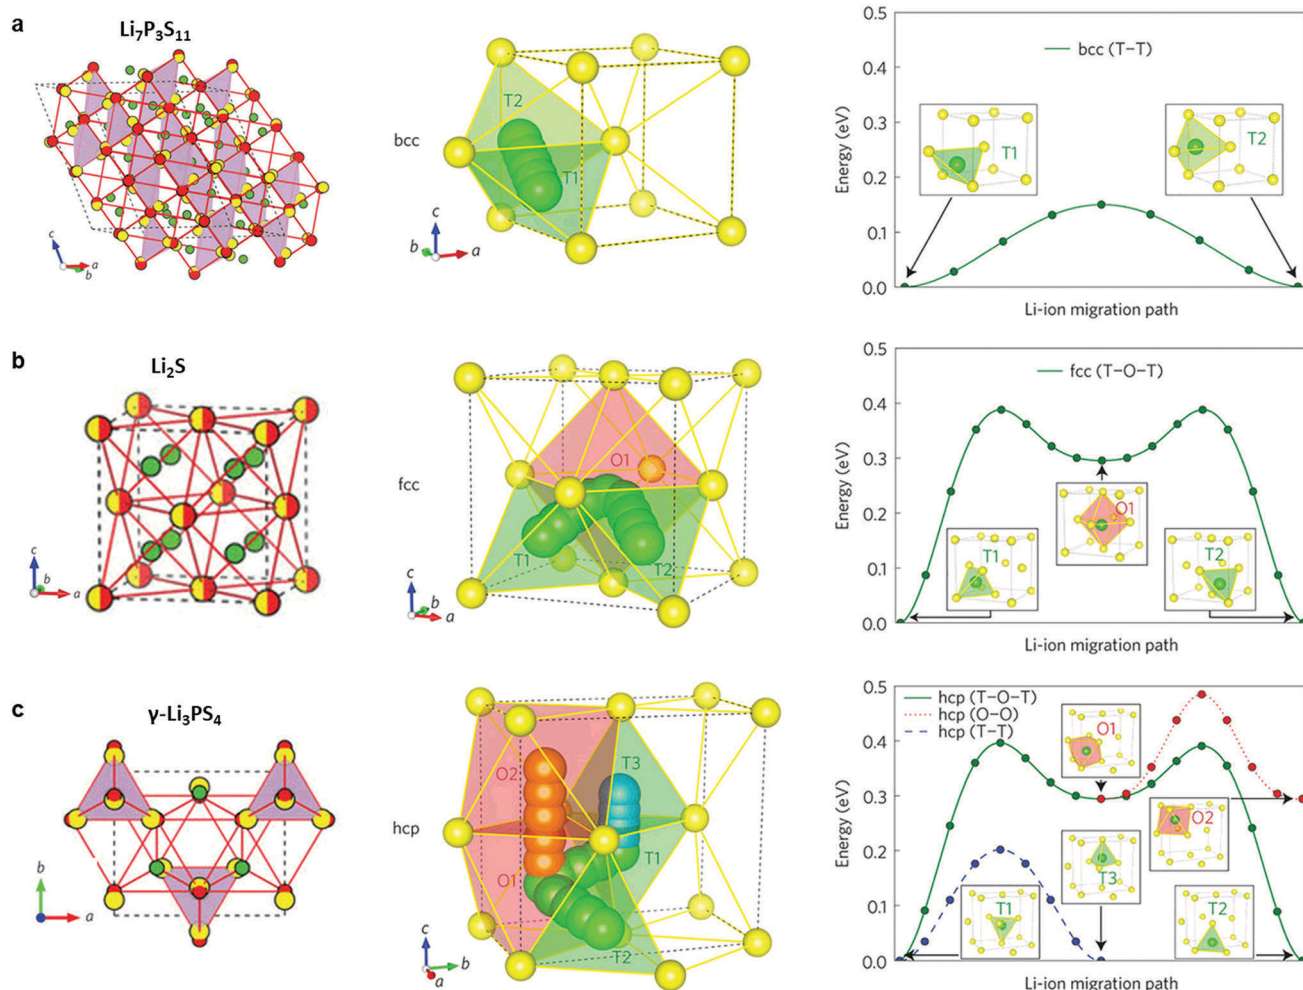 a
Li₇P₃S₁₁
c
a
b
bcc
T2
T1
c
b
a
0.5
0.4
0.3
0.2
0.1
0.0
Energy (eV)
bcc (T–T)
T1
T2
Li-ion migration path
b
Li₂S
c
b
a
fcc
O1
T1
T2
c
b
a
0.5
0.4
0.3
0.2
0.1
0.0
Energy (eV)
fcc (T–O–T)
O1
T1
T2
Li-ion migration path
c
γ-Li₃PS₄
b
a
hcp
O2
T3
T1
O1
T2
c
b
a
0.5
0.4
0.3
0.2
0.1
0.0
Energy (eV)
hcp (T–O–T)
hcp (O–O)
hcp (T–T)
O1
O2
T3
T1
T2
Li-ion migration path